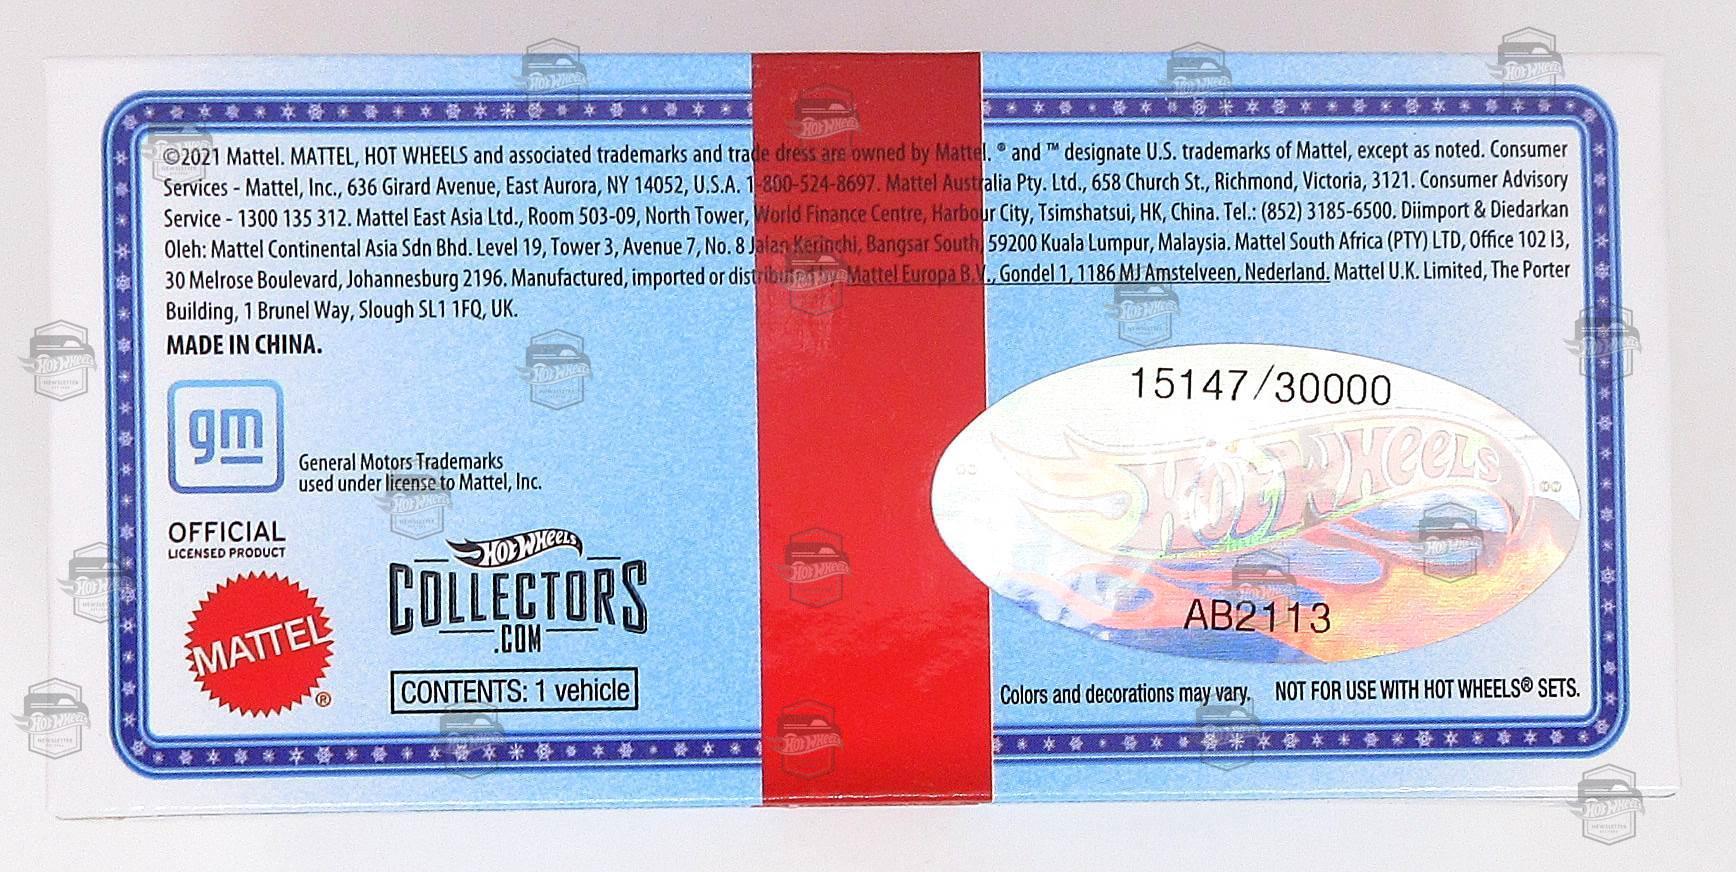 ©2021 Mattel. MATTEL, HOT WHEELS and associated trademarks and trade dress are owned by Mattel. ® and ™ designate U.S. trademarks of Mattel, except as noted. Consumer
Services - Mattel, Inc., 636 Girard Avenue, East Aurora, NY 14052, U.S.A. 1-800-524-8697. Mattel Australia Pty. Ltd., 658 Church St., Richmond, Victoria, 3121. Consumer Advisory
Service - 1300 135 312. Mattel East Asia Ltd., Room 503-09, North Tower, World Finance Centre, Harbour City, Tsimshatsui, HK, China. Tel.: (852) 3185-6500. Diimport & Diedarkan
Oleh: Mattel Continental Asia Sdn Bhd. Level 19, Tower 3, Avenue 7, No. 8 Jalan Kerinchi, Bangsar South, 59200 Kuala Lumpur, Malaysia. Mattel South Africa (PTY) LTD, Office 102 I3,
30 Melrose Boulevard, Johannesburg 2196. Manufactured, imported or distributed by: Mattel Europa B.V., Gondel 1, 1186 MJ Amstelveen, Nederland. Mattel U.K. Limited, The Porter
Building, 1 Brunel Way, Slough SL1 1FQ, UK.
MADE IN CHINA.
gm
General Motors Trademarks
used under license to Mattel, Inc.
OFFICIAL
LICENSED PRODUCT
MATTEL
®
HOT WHEELS
COLLECTORS
.COM
CONTENTS: 1 vehicle
15147/30000
HOT WHEELS
AB2113
Colors and decorations may vary. NOT FOR USE WITH HOT WHEELS® SETS.
HOT WHEELS
NEWSLETTER